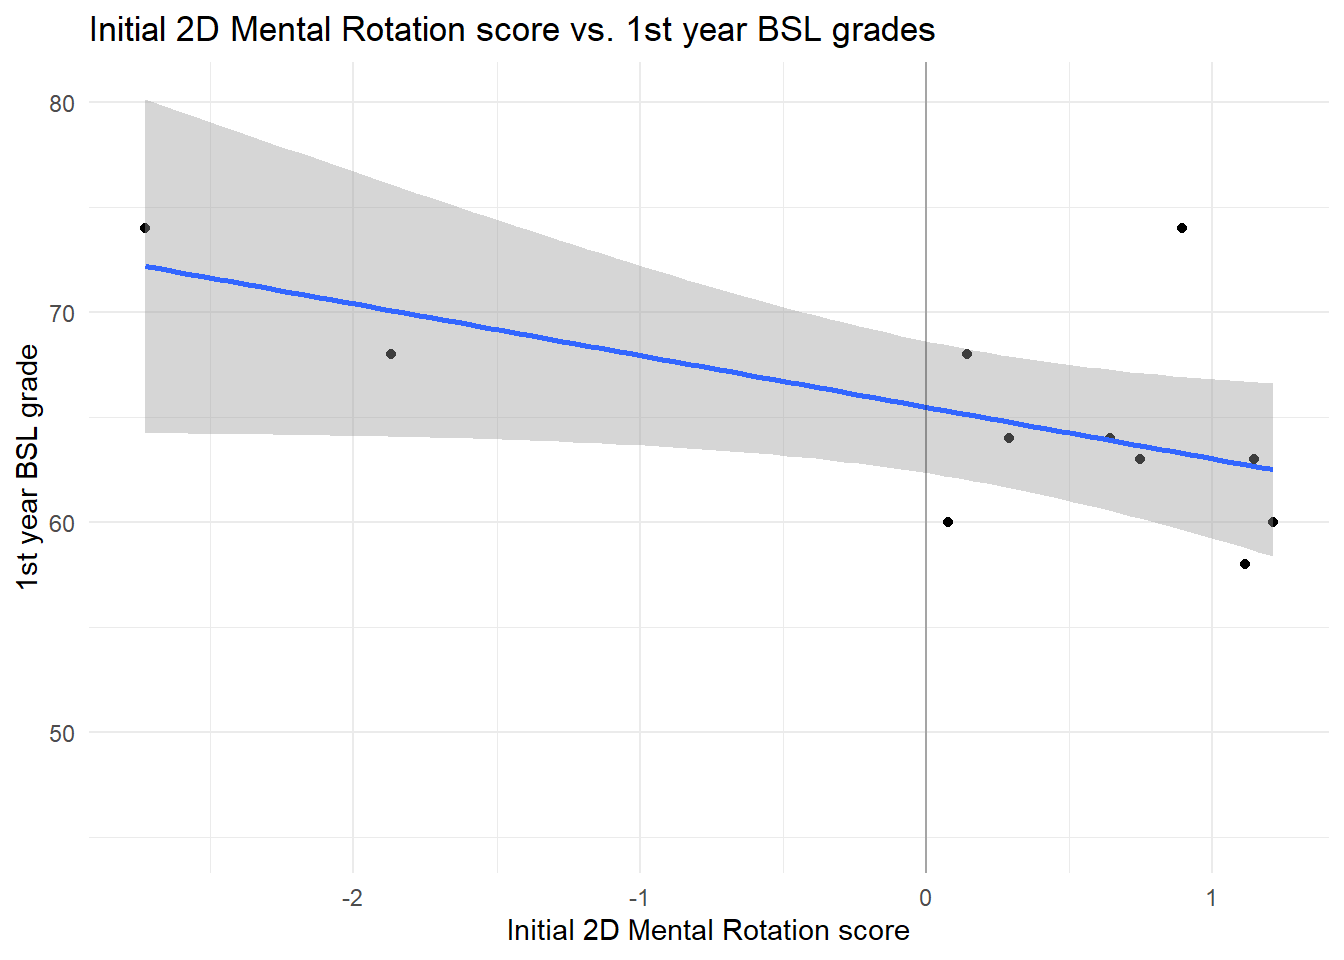 Initial 2D Mental Rotation score vs. 1st year BSL grades
80
70
60
50
1st year BSL grade
-2
-1
0
1
Initial 2D Mental Rotation score